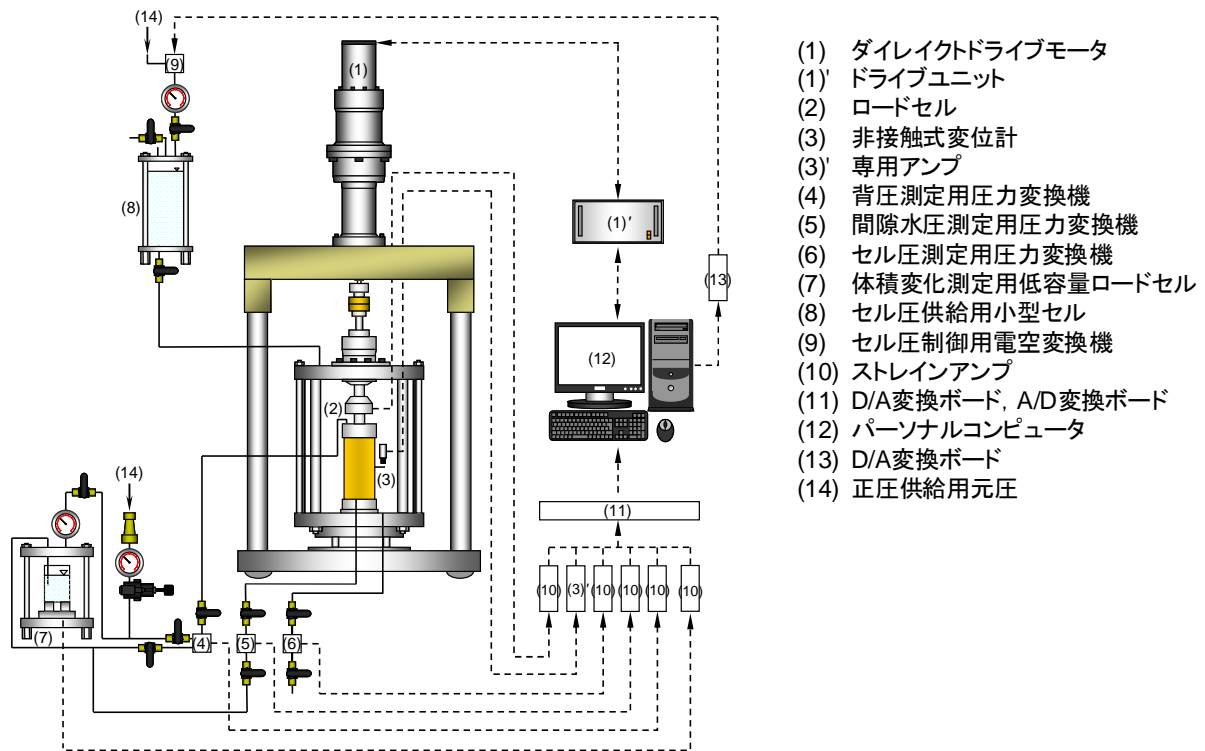 (14)
(9)
(1)
(8)
(1)′
(13)
(12)
(2)
(3)
(14)
(11)
(10)
(3)′
(10)
(10)
(10)
(10)
(7)
(4)
(5)
(6)
(1) ダイレイクトドライブモータ
(1)' ドライブユニット
(2) ロードセル
(3) 非接触式変位計
(3)' 専用アンプ
(4) 背圧測定用圧力変換機
(5) 間隙水圧測定用圧力変換機
(6) セル圧測定用圧力変換機
(7) 体積変化測定用低容量ロードセル
(8) セル圧供給用小型セル
(9) セル圧制御用電空変換機
(10) ストレインアンプ
(11) D/A変換ボード, A/D変換ボード
(12) パーソナルコンピュータ
(13) D/A変換ボード
(14) 正圧供給用元圧